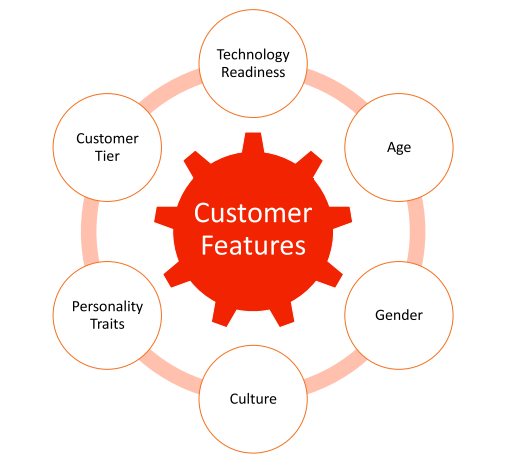 Technology
Readiness
Age
Gender
Culture
Personality
Traits
Customer
Tier
Customer
Features